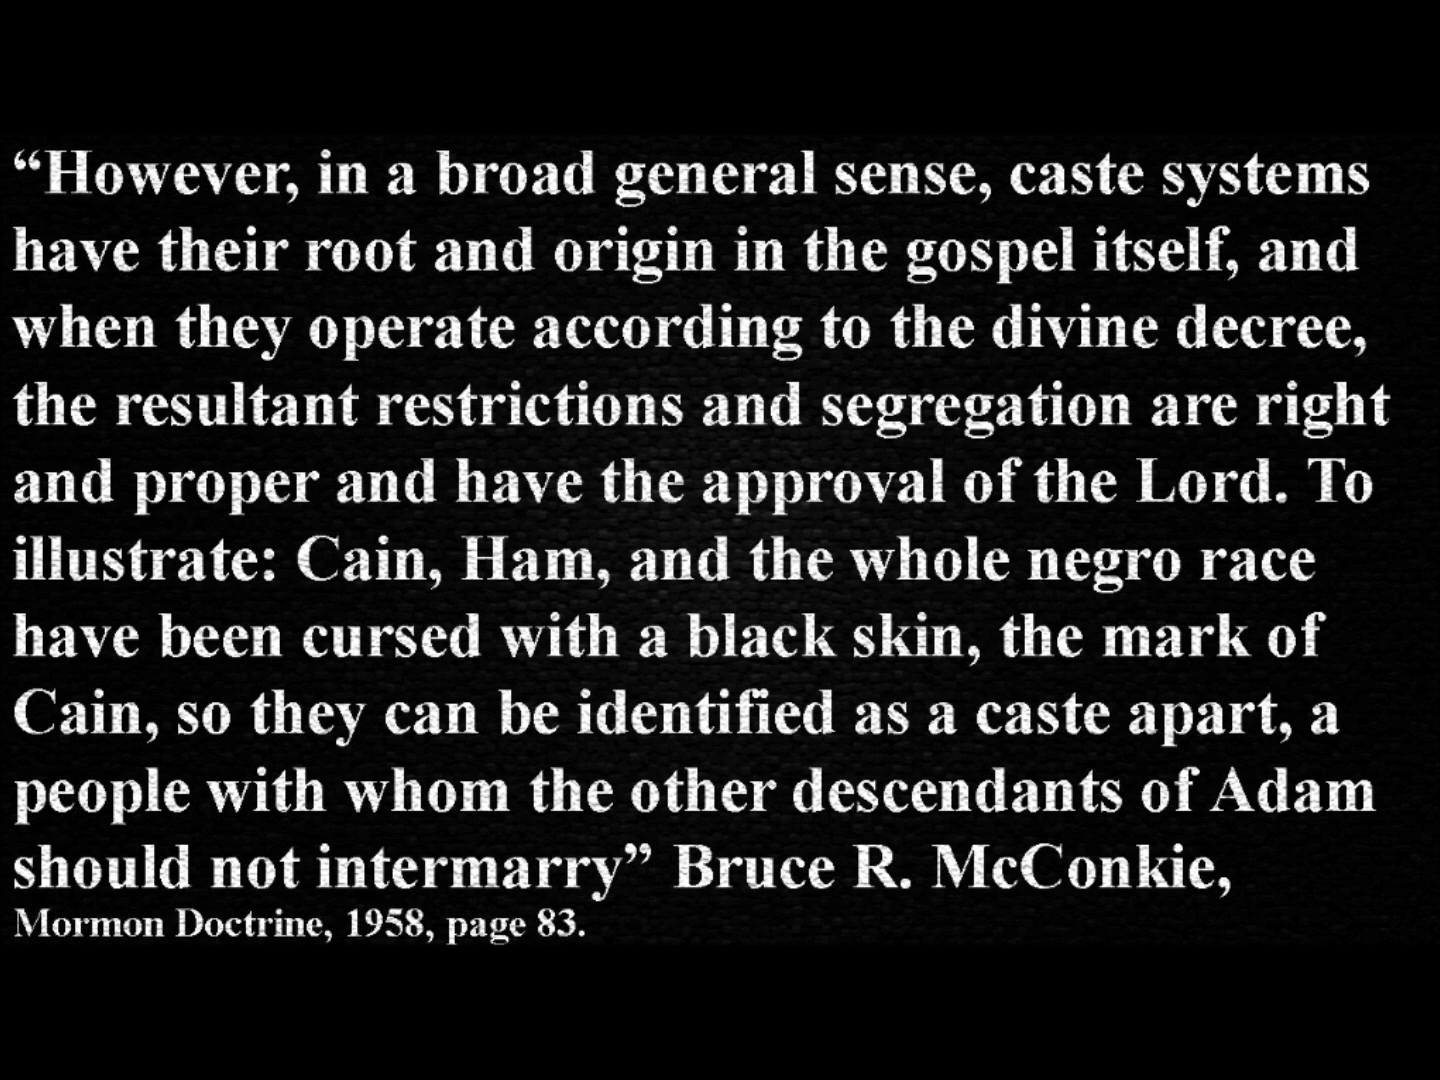 “However, in a broad general sense, caste systems
have their root and origin in the gospel itself, and
when they operate according to the divine decree,
the resultant restrictions and segregation are right
and proper and have the approval of the Lord. To
illustrate: Cain, Ham, and the whole negro race
have been cursed with a black skin, the mark of
Cain, so they can be identified as a caste apart, a
people with whom the other descendants of Adam
should not intermarry” Bruce R. McConkie,
Mormon Doctrine, 1958, page 83.